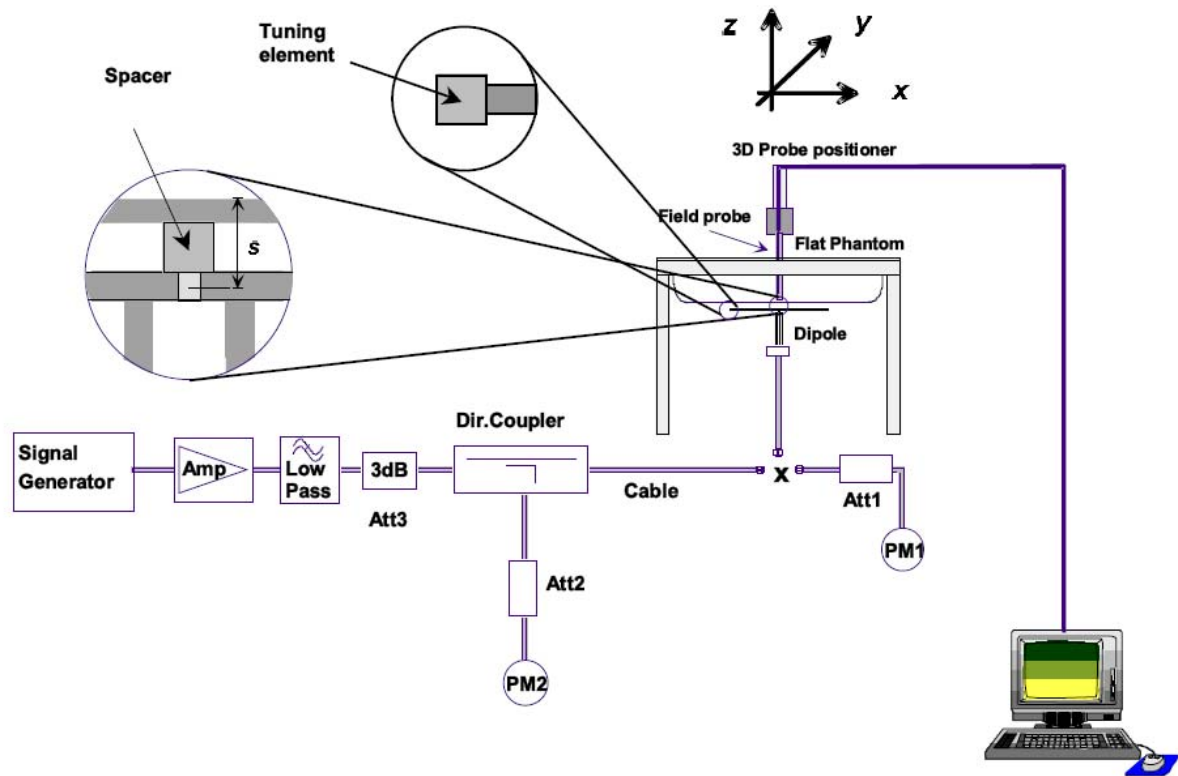 Tuning
element
Spacer
z
y
x
3D Probe positioner
Field probe
Flat Phantom
s
Dipole
Dir.Coupler
Signal
Generator
Amp
Low
Pass
3dB
Att3
Cable
x
Att1
PM1
Att2
PM2